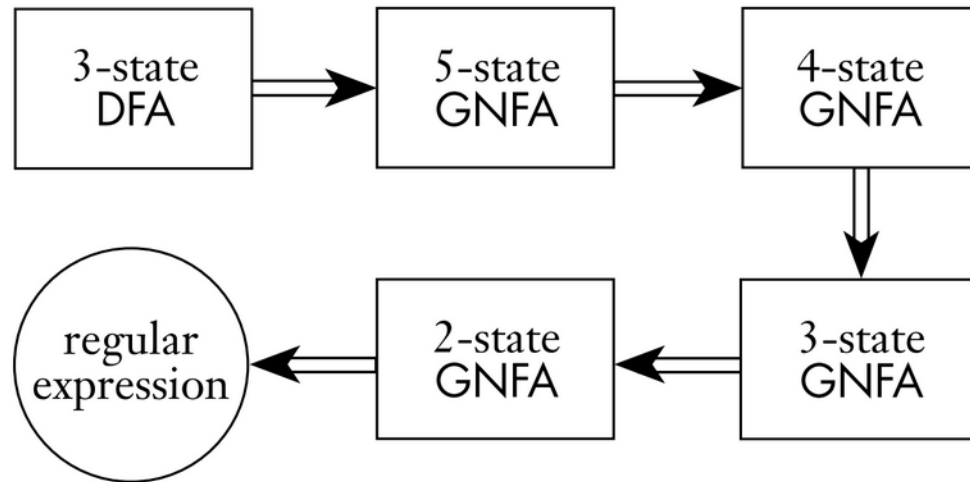 3-state
DFA
5-state
GNFA
4-state
GNFA
3-state
GNFA
2-state
GNFA
regular
expression